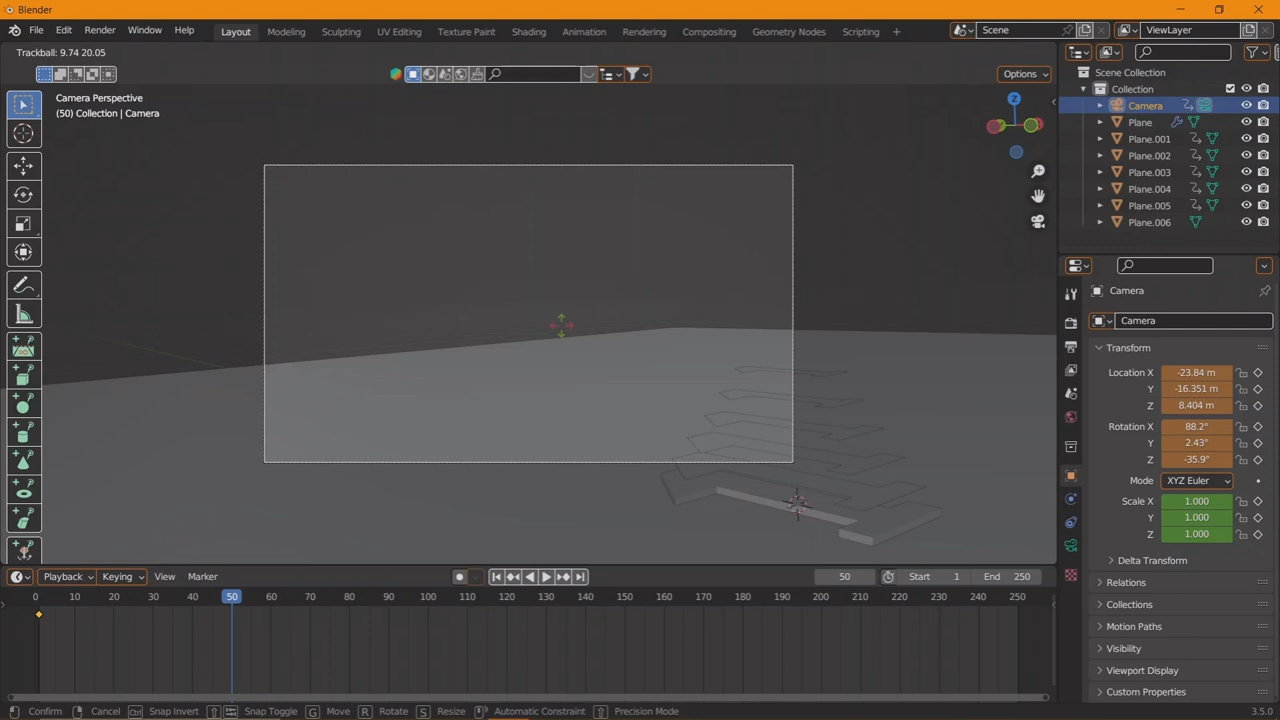 Blender
File Edit Render Window Help
Layout Modeling Sculpting UV Editing Texture Paint Shading Animation Rendering Compositing Geometry Nodes Scripting +
Scene
ViewLayer
Trackball: 9.74 20.05
Options
Camera Perspective
(50) Collection | Camera
Z
Scene Collection
Collection
Camera
Plane
Plane.001
Plane.002
Plane.003
Plane.004
Plane.005
Plane.006
Camera
Camera
Transform
Location X -23.84 m
Y -16.351 m
Z 8.404 m
Rotation X 88.2°
Y 2.43°
Z -35.9°
Mode XYZ Euler
Scale X 1.000
Y 1.000
Z 1.000
Delta Transform
Relations
Collections
Motion Paths
Visibility
Viewport Display
Custom Properties
Playback Keying View Marker
50 Start 1 End 250
0 10 20 30 40 50 60 70 80 90 100 110 120 130 140 150 160 170 180 190 200 210 220 230 240 250
Confirm Cancel Ctrl Snap Invert Snap Toggle G Move R Rotate S Resize Automatic Constraint Precision Mode
3.5.0